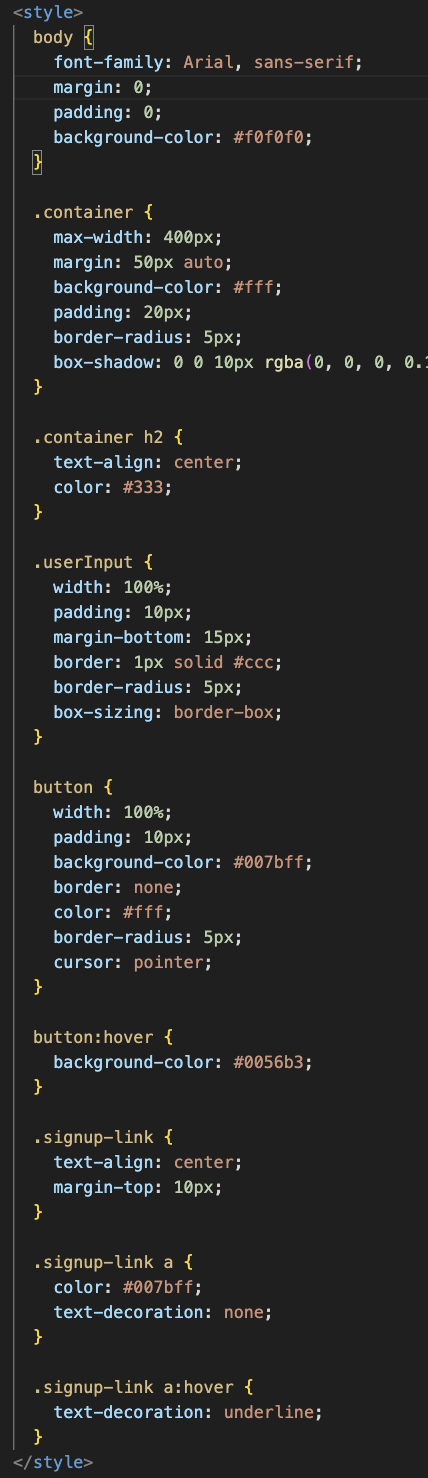 <style>
body {
font-family: Arial, sans-serif;
margin: 0;
padding: 0;
background-color: #f0f0f0;
}
.container {
max-width: 400px;
margin: 50px auto;
background-color: #fff;
padding: 20px;
border-radius: 5px;
box-shadow: 0 0 10px rgba(0, 0, 0, 0.1
}
.container h2 {
text-align: center;
color: #333;
}
.userInput {
width: 100%;
padding: 10px;
margin-bottom: 15px;
border: 1px solid #ccc;
border-radius: 5px;
box-sizing: border-box;
}
button {
width: 100%;
padding: 10px;
background-color: #007bff;
border: none;
color: #fff;
border-radius: 5px;
cursor: pointer;
}
button:hover {
background-color: #0056b3;
}
.signup-link {
text-align: center;
margin-top: 10px;
}
.signup-link a {
color: #007bff;
text-decoration: none;
}
.signup-link a:hover {
text-decoration: underline;
}
</style>